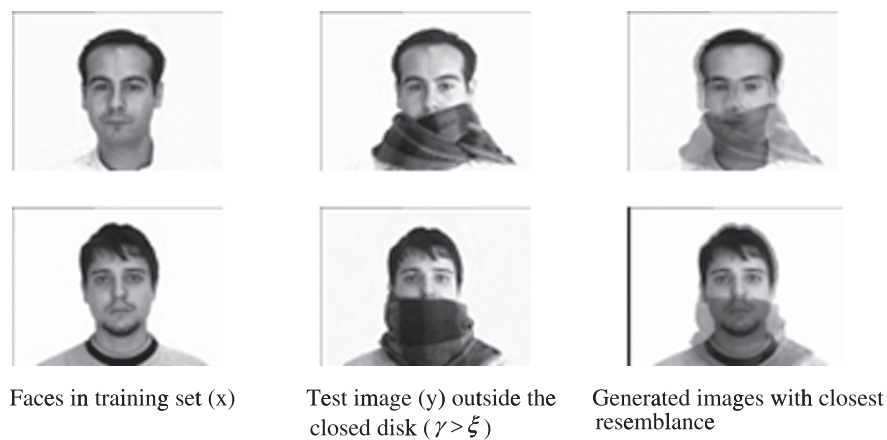 Faces in training set (x)
Test image (y) outside the
closed disk (γ > ξ)
Generated images with closest
resemblance